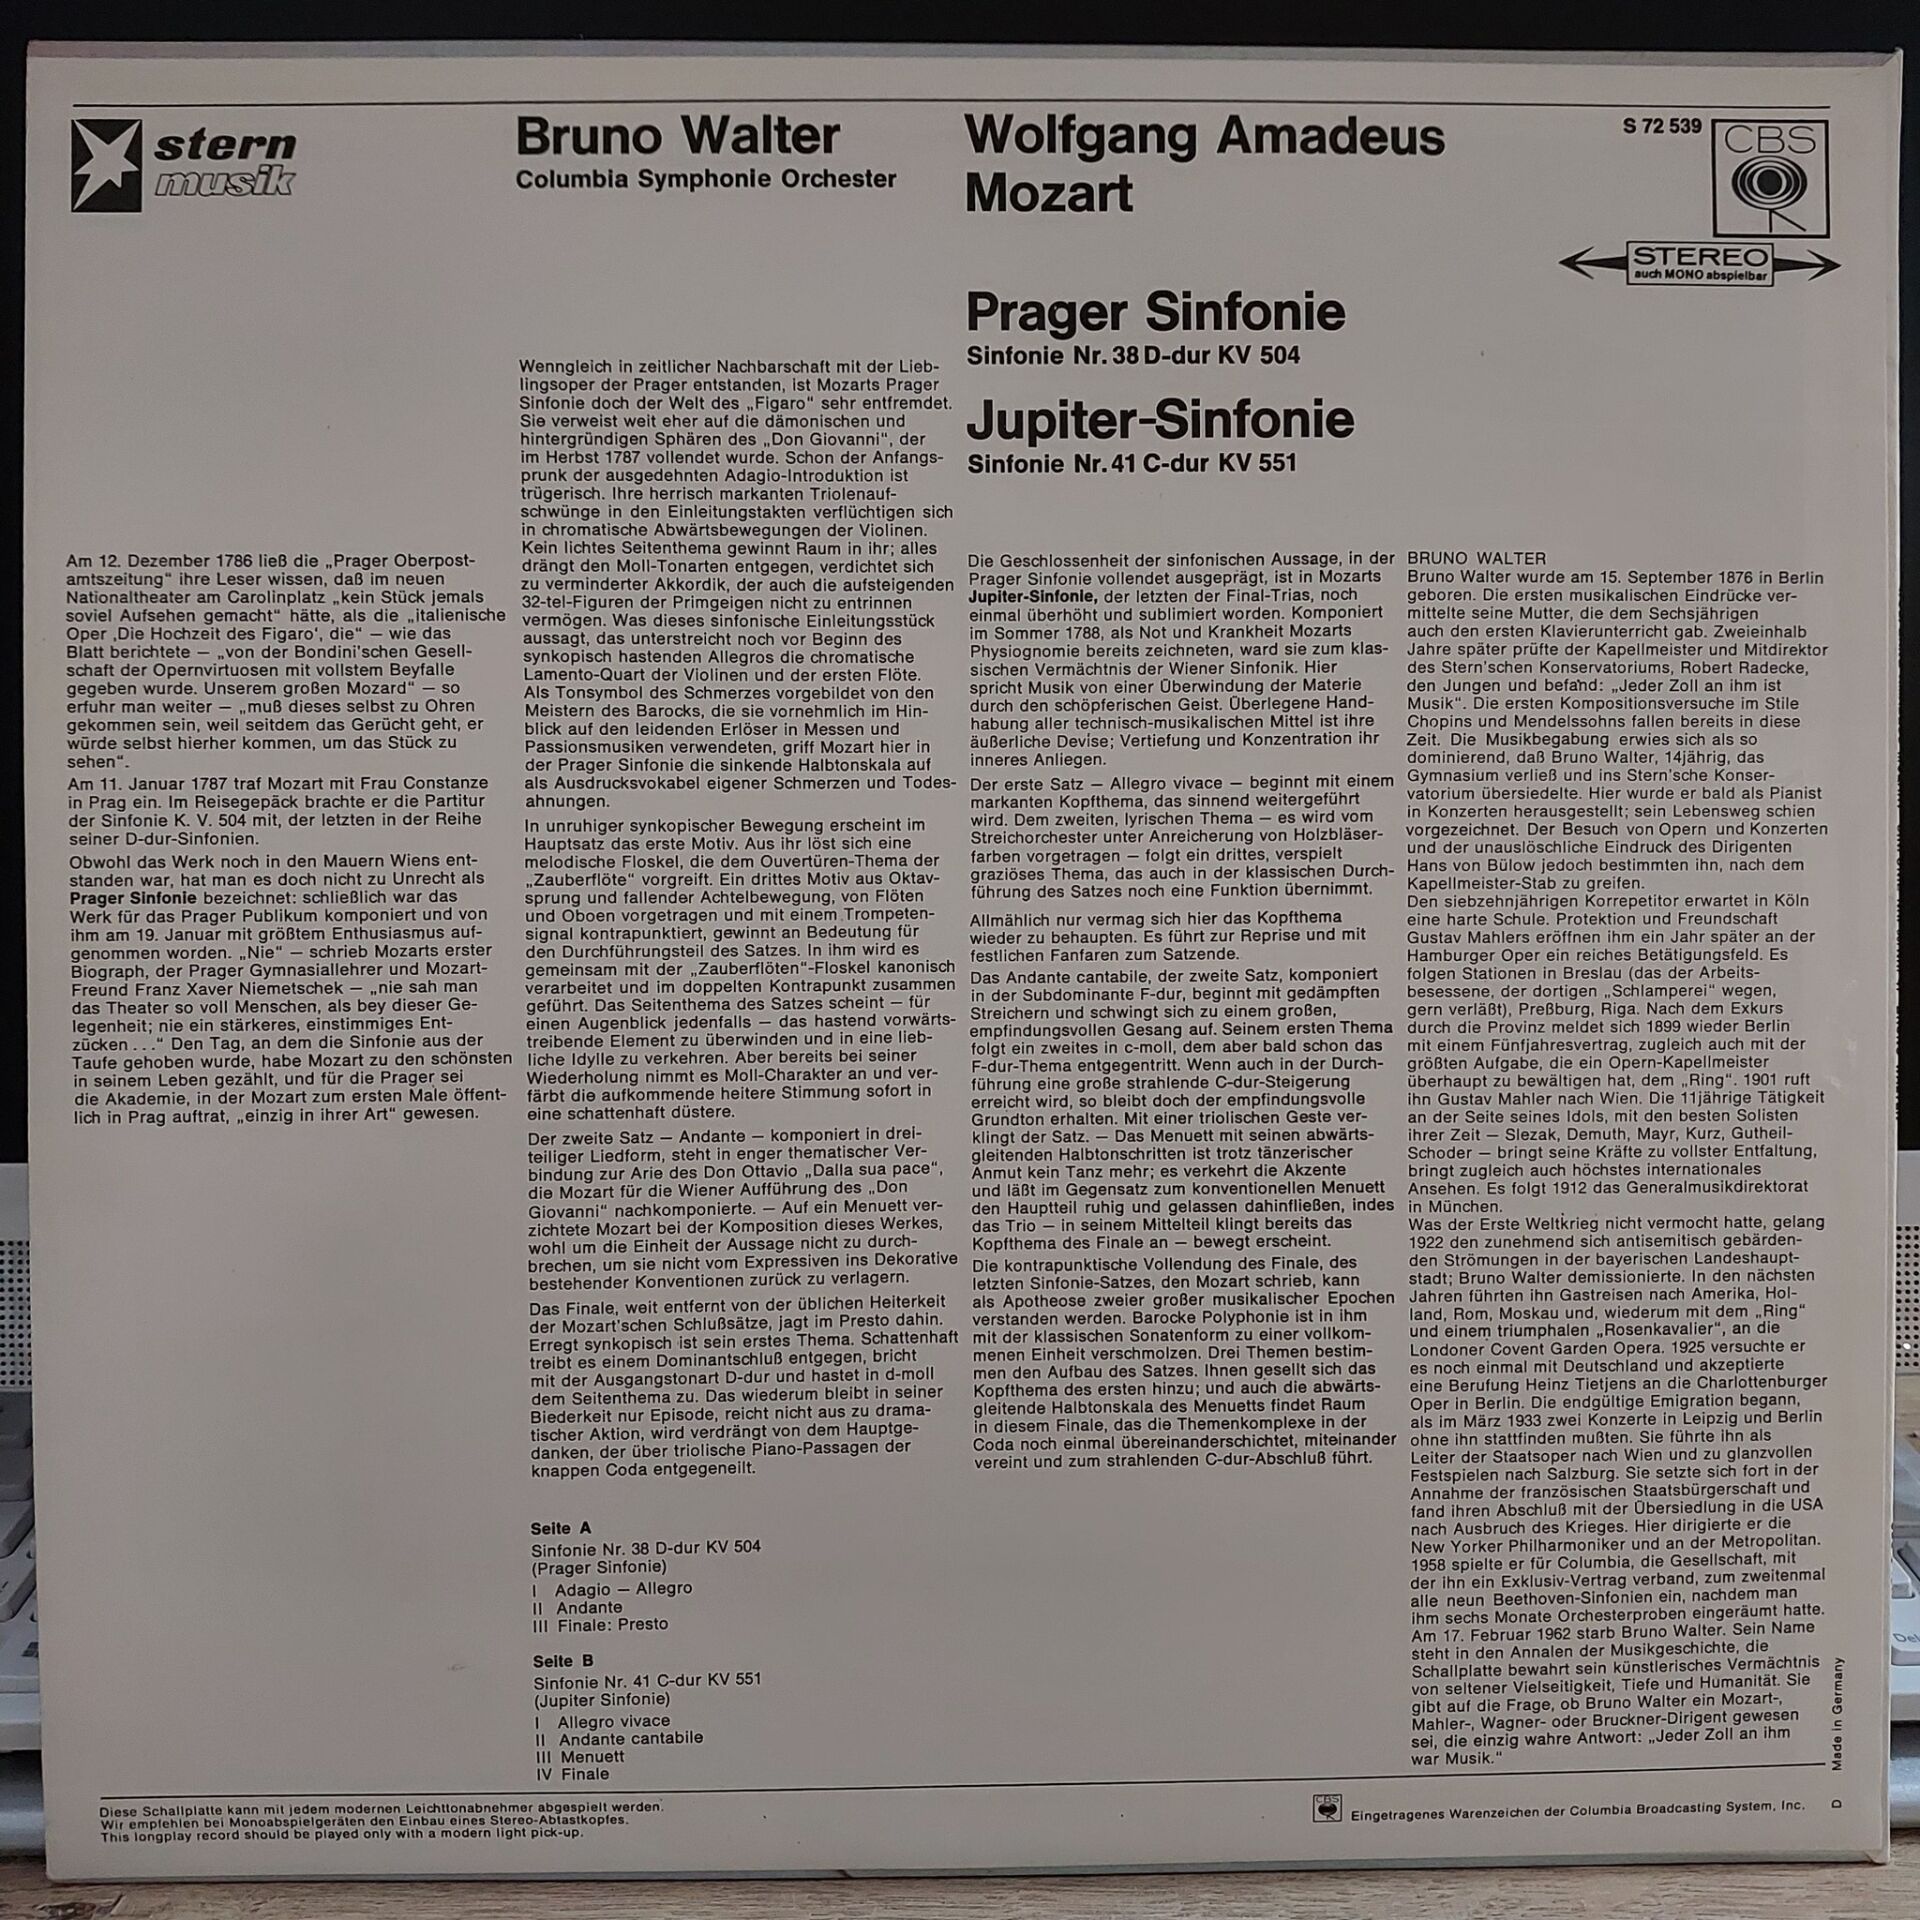 stern
musik
Bruno Walter
Columbia Symphonie Orchester
Wolfgang Amadeus
Mozart
S 72 539
CBS
STEREO
auch MONO abspielbar
Prager Sinfonie
Sinfonie Nr. 38 D-dur KV 504
Jupiter-Sinfonie
Sinfonie Nr. 41 C-dur KV 551
Am 12. Dezember 1786 ließ die „Prager Oberpost-
amtszeitung“ ihre Leser wissen, daß im neuen
Nationaltheater am Carolinplatz „kein Stück jemals
soviel Aufsehen gemacht“ hätte, als die „italienische
Oper ‚Die Hochzeit des Figaro‘, die“ — wie das
Blatt berichtete — „von der Bondini'schen Gesell-
schaft der Opernvirtuosen mit vollstem Beyfalle
gegeben wurde. Unserem großen Mozard“ — so
erfuhr man weiter — „muß dieses selbst zu Ohren
gekommen sein, weil seitdem das Gerücht geht, er
würde selbst hierher kommen, um das Stück zu
sehen“.
Am 11. Januar 1787 traf Mozart mit Frau Constanze
in Prag ein. Im Reisegepäck brachte er die Partitur
der Sinfonie K. V. 504 mit, der letzten in der Reihe
seiner D-dur-Sinfonien.
Obwohl das Werk noch in den Mauern Wiens ent-
standen war, hat man es doch nicht zu Unrecht als
Prager Sinfonie bezeichnet: schließlich war das
Werk für das Prager Publikum komponiert und von
ihm am 19. Januar mit größtem Enthusiasmus auf-
genommen worden. „Nie“ — schrieb Mozarts erster
Biograph, der Prager Gymnasiallehrer und Mozart-
Freund Franz Xaver Niemetschek — „nie sah man
das Theater so voll Menschen, als bey dieser Ge-
legenheit; nie ein stärkeres, einstimmiges Ent-
zücken . . .“ Den Tag, an dem die Sinfonie aus der
Taufe gehoben wurde, habe Mozart zu den schönsten
in seinem Leben gezählt, und für die Prager sei
die Akademie, in der Mozart zum ersten Male öffent-
lich in Prag auftrat, „einzig in ihrer Art“ gewesen.
Wenngleich in zeitlicher Nachbarschaft mit der Lieb-
lingsoper der Prager entstanden, ist Mozarts Prager
Sinfonie doch der Welt des „Figaro“ sehr entfremdet.
Sie verweist weit eher auf die dämonischen und
hintergründigen Sphären des „Don Giovanni“, der
im Herbst 1787 vollendet wurde. Schon der Anfangs-
prunk der ausgedehnten Adagio-Introduktion ist
trügerisch. Ihre herrisch markanten Triolenauf-
schwünge in den Einleitungstakten verflüchtigen sich
in chromatische Abwärtsbewegungen der Violinen.
Kein lichtes Seitenthema gewinnt Raum in ihr; alles
drängt den Moll-Tonarten entgegen, verdichtet sich
zu verminderter Akkordik, der auch die aufsteigenden
32-tel-Figuren der Primgeigen nicht zu entrinnen
vermögen. Was dieses sinfonische Einleitungsstück
aussagt, das unterstreicht noch vor Beginn des
synkopisch hastenden Allegros die chromatische
Lamento-Quart der Violinen und der ersten Flöte.
Als Tonsymbol des Schmerzes vorgebildet von den
Meistern des Barocks, die sie vornehmlich im Hin-
blick auf den leidenden Erlöser in Messen und
Passionsmusiken verwendeten, griff Mozart hier in
der Prager Sinfonie die sinkende Halbtonskala auf
als Ausdrucksvokabel eigener Schmerzen und Todes-
ahnungen.
In unruhiger synkopischer Bewegung erscheint im
Hauptsatz das erste Motiv. Aus ihr löst sich eine
melodische Floskel, die dem Ouvertüren-Thema der
„Zauberflöte“ vorgreift. Ein drittes Motiv aus Oktav-
sprung und fallender Achtelbewegung, von Flöten
und Oboen vorgetragen und mit einem Trompeten-
signal kontrapunktiert, gewinnt an Bedeutung für
den Durchführungsteil des Satzes. In ihm wird es
gemeinsam mit der „Zauberflöten“-Floskel kanonisch
verarbeitet und im doppelten Kontrapunkt zusammen
geführt. Das Seitenthema des Satzes scheint — für
einen Augenblick jedenfalls — das hastend vorwärts-
treibende Element zu überwinden und in eine lieb-
liche Idylle zu verkehren. Aber bereits bei seiner
Wiederholung nimmt es Moll-Charakter an und ver-
färbt die aufkommende heitere Stimmung sofort in
eine schattenhaft düstere.
Der zweite Satz — Andante — komponiert in drei-
teiliger Liedform, steht in enger thematischer Ver-
bindung zur Arie des Don Ottavio „Dalla sua pace“,
die Mozart für die Wiener Aufführung des „Don
Giovanni“ nachkomponierte. — Auf ein Menuett ver-
zichtete Mozart bei der Komposition dieses Werkes,
wohl um die Einheit der Aussage nicht zu durch-
brechen, um sie nicht vom Expressiven ins Dekorative
bestehender Konventionen zurück zu verlagern.
Das Finale, weit entfernt von der üblichen Heiterkeit
der Mozart'schen Schlußsätze, jagt im Presto dahin.
Erregt synkopisch ist sein erstes Thema. Schattenhaft
treibt es einem Dominantschluß entgegen, bricht
mit der Ausgangstonart D-dur und hastet in d-moll
dem Seitenthema zu. Das wiederum bleibt in seiner
Biederkeit nur Episode, reicht nicht aus zu drama-
tischer Aktion, wird verdrängt von dem Hauptge-
danken, der über triolische Piano-Passagen der
knappen Coda entgegeneilt.
Seite A
Sinfonie Nr. 38 D-dur KV 504
(Prager Sinfonie)
I Adagio — Allegro
II Andante
III Finale: Presto
Seite B
Sinfonie Nr. 41 C-dur KV 551
(Jupiter Sinfonie)
I Allegro vivace
II Andante cantabile
III Menuett
IV Finale
Die Geschlossenheit der sinfonischen Aussage, in der
Prager Sinfonie vollendet ausgeprägt, ist in Mozarts
Jupiter-Sinfonie, der letzten der Final-Trias, noch
einmal überhöht und sublimiert worden. Komponiert
im Sommer 1788, als Not und Krankheit Mozarts
Physiognomie bereits zeichneten, ward sie zum klas-
sischen Vermächtnis der Wiener Sinfonik. Hier
spricht Musik von einer Überwindung der Materie
durch den schöpferischen Geist. Überlegene Hand-
habung aller technisch-musikalischen Mittel ist ihre
äußerliche Devise; Vertiefung und Konzentration ihr
inneres Anliegen.
Der erste Satz — Allegro vivace — beginnt mit einem
markanten Kopfthema, das sinnend weitergeführt
wird. Dem zweiten, lyrischen Thema — es wird vom
Streichorchester unter Anreicherung von Holzbläser-
farben vorgetragen — folgt ein drittes, verspielt
graziöses Thema, das auch in der klassischen Durch-
führung des Satzes noch eine Funktion übernimmt.
Allmählich nur vermag sich hier das Kopfthema
wieder zu behaupten. Es führt zur Reprise und mit
festlichen Fanfaren zum Satzende.
Das Andante cantabile, der zweite Satz, komponiert
in der Subdominante F-dur, beginnt mit gedämpften
Streichern und schwingt sich zu einem großen,
empfindungsvollen Gesang auf. Seinem ersten Thema
folgt ein zweites in c-moll, dem aber bald schon das
F-dur-Thema entgegentritt. Wenn auch in der Durch-
führung eine große strahlende C-dur-Steigerung
erreicht wird, so bleibt doch der empfindungsvolle
Grundton erhalten. Mit einer triolischen Geste ver-
klingt der Satz. — Das Menuett mit seinen abwärts-
gleitenden Halbtonschritten ist trotz tänzerischer
Anmut kein Tanz mehr; es verkehrt die Akzente
und läßt im Gegensatz zum konventionellen Menuett
den Hauptteil ruhig und gelassen dahinfließen, indes
das Trio — in seinem Mittelteil klingt bereits das
Kopfthema des Finale an — bewegt erscheint.
Die kontrapunktische Vollendung des Finale, des
letzten Sinfonie-Satzes, den Mozart schrieb, kann
als Apotheose zweier großer musikalischer Epochen
verstanden werden. Barocke Polyphonie ist in ihm
mit der klassischen Sonatenform zu einer vollkom-
menen Einheit verschmolzen. Drei Themen bestim-
men den Aufbau des Satzes. Ihnen gesellt sich das
Kopfthema des ersten hinzu; und auch die abwärts-
gleitende Halbtonskala des Menuetts findet Raum
in diesem Finale, das die Themenkomplexe in der
Coda noch einmal übereinanderschichtet, miteinander
vereint und zum strahlenden C-dur-Abschluß führt.
BRUNO WALTER
Bruno Walter wurde am 15. September 1876 in Berlin
geboren. Die ersten musikalischen Eindrücke ver-
mittelte seine Mutter, die dem Sechsjährigen
auch den ersten Klavierunterricht gab. Zweieinhalb
Jahre später prüfte der Kapellmeister und Mitdirektor
des Stern'schen Konservatoriums, Robert Radecke,
den Jungen und befand: „Jeder Zoll an ihm ist
Musik“. Die ersten Kompositionsversuche im Stile
Chopins und Mendelssohns fallen bereits in diese
Zeit. Die Musikbegabung erwies sich als so
dominierend, daß Bruno Walter, 14jährig, das
Gymnasium verließ und ins Stern'sche Konser-
vatorium übersiedelte. Hier wurde er bald als Pianist
in Konzerten herausgestellt; sein Lebensweg schien
vorgezeichnet. Der Besuch von Opern und Konzerten
und der unauslöschliche Eindruck des Dirigenten
Hans von Bülow jedoch bestimmten ihn, nach dem
Kapellmeister-Stab zu greifen.
Den siebzehnjährigen Korrepetitor erwartet in Köln
eine harte Schule. Protektion und Freundschaft
Gustav Mahlers eröffnen ihm ein Jahr später an der
Hamburger Oper ein reiches Betätigungsfeld. Es
folgen Stationen in Breslau (das der Arbeits-
besessene, der dortigen „Schlamperei“ wegen,
gern verläßt), Preßburg, Riga. Nach dem Exkurs
durch die Provinz meldet sich 1899 wieder Berlin
mit einem Fünfjahresvertrag, zugleich auch mit der
größten Aufgabe, die ein Opern-Kapellmeister
überhaupt zu bewältigen hat, dem „Ring“. 1901 ruft
ihn Gustav Mahler nach Wien. Die 11jährige Tätigkeit
an der Seite seines Idols, mit den besten Solisten
ihrer Zeit — Slezak, Demuth, Mayr, Kurz, Gutheil-
Schoder — bringt seine Kräfte zu vollster Entfaltung,
bringt zugleich auch höchstes internationales
Ansehen. Es folgt 1912 das Generalmusikdirektorat
in München.
Was der Erste Weltkrieg nicht vermocht hatte, gelang
1922 den zunehmend sich antisemitisch gebärden-
den Strömungen in der bayerischen Landeshaupt-
stadt; Bruno Walter demissionierte. In den nächsten
Jahren führten ihn Gastreisen nach Amerika, Hol-
land, Rom, Moskau und, wiederum mit dem „Ring“
und einem triumphalen „Rosenkavalier“, an die
Londoner Covent Garden Opera. 1925 versuchte er
es noch einmal mit Deutschland und akzeptierte
eine Berufung Heinz Tietjens an die Charlottenburger
Oper in Berlin. Die endgültige Emigration begann,
als im März 1933 zwei Konzerte in Leipzig und Berlin
ohne ihn stattfinden mußten. Sie führte ihn als
Leiter der Staatsoper nach Wien und zu glanzvollen
Festspielen nach Salzburg. Sie setzte sich fort in der
Annahme der französischen Staatsbürgerschaft und
fand ihren Abschluß mit der Übersiedlung in die USA
nach Ausbruch des Krieges. Hier dirigierte er die
New Yorker Philharmoniker und an der Metropolitan.
1958 spielte er für Columbia, die Gesellschaft, mit
der ihn ein Exklusiv-Vertrag verband, zum zweitenmal
alle neun Beethoven-Sinfonien ein, nachdem man
ihm sechs Monate Orchesterproben eingeräumt hatte.
Am 17. Februar 1962 starb Bruno Walter. Sein Name
steht in den Annalen der Musikgeschichte, die
Schallplatte bewahrt sein künstlerisches Vermächtnis
von seltener Vielseitigkeit, Tiefe und Humanität. Sie
gibt auf die Frage, ob Bruno Walter ein Mozart-,
Mahler-, Wagner- oder Bruckner-Dirigent gewesen
sei, die einzig wahre Antwort: „Jeder Zoll an ihm
war Musik.“
Made in Germany
D
Diese Schallplatte kann mit jedem modernen Leichttonabnehmer abgespielt werden.
Wir empfehlen bei Monoabspielgeräten den Einbau eines Stereo-Abtastkopfes.
This longplay record should be played only with a modern light pick-up.
CBS
Eingetragenes Warenzeichen der Columbia Broadcasting System, Inc.